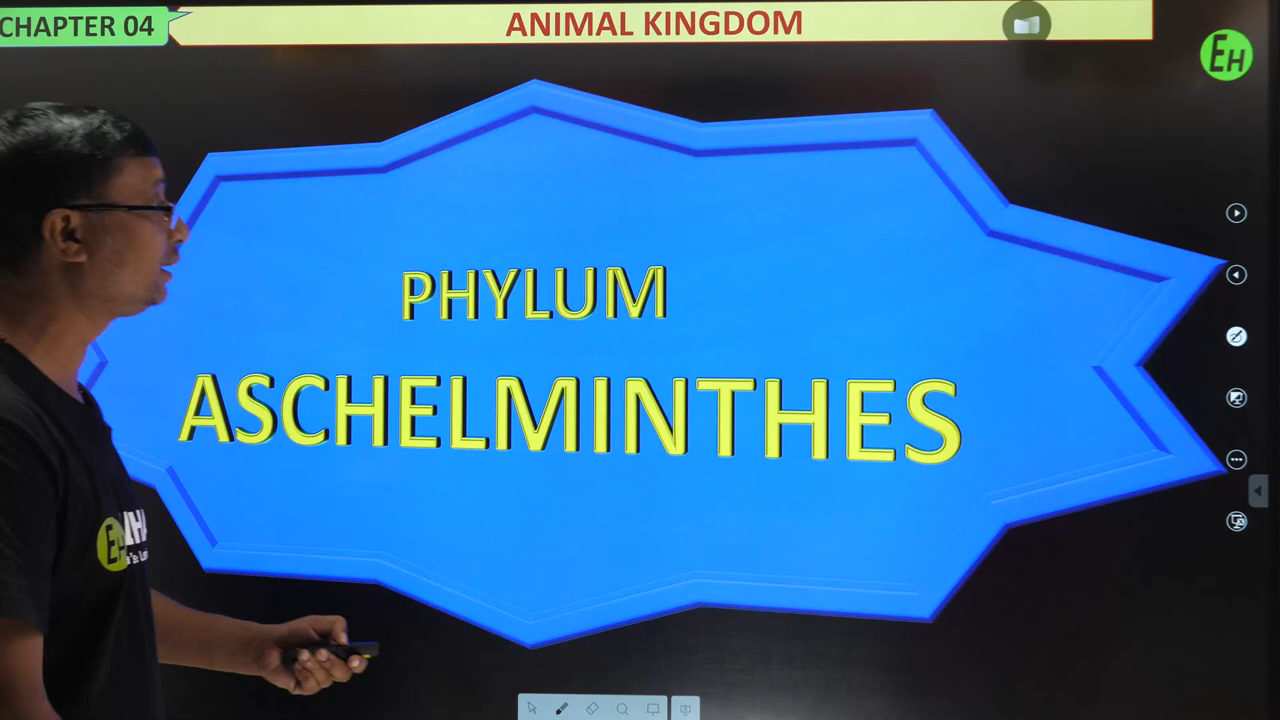 CHAPTER 04
ANIMAL KINGDOM
EH
PHYLUM
ASCHELMINTHES